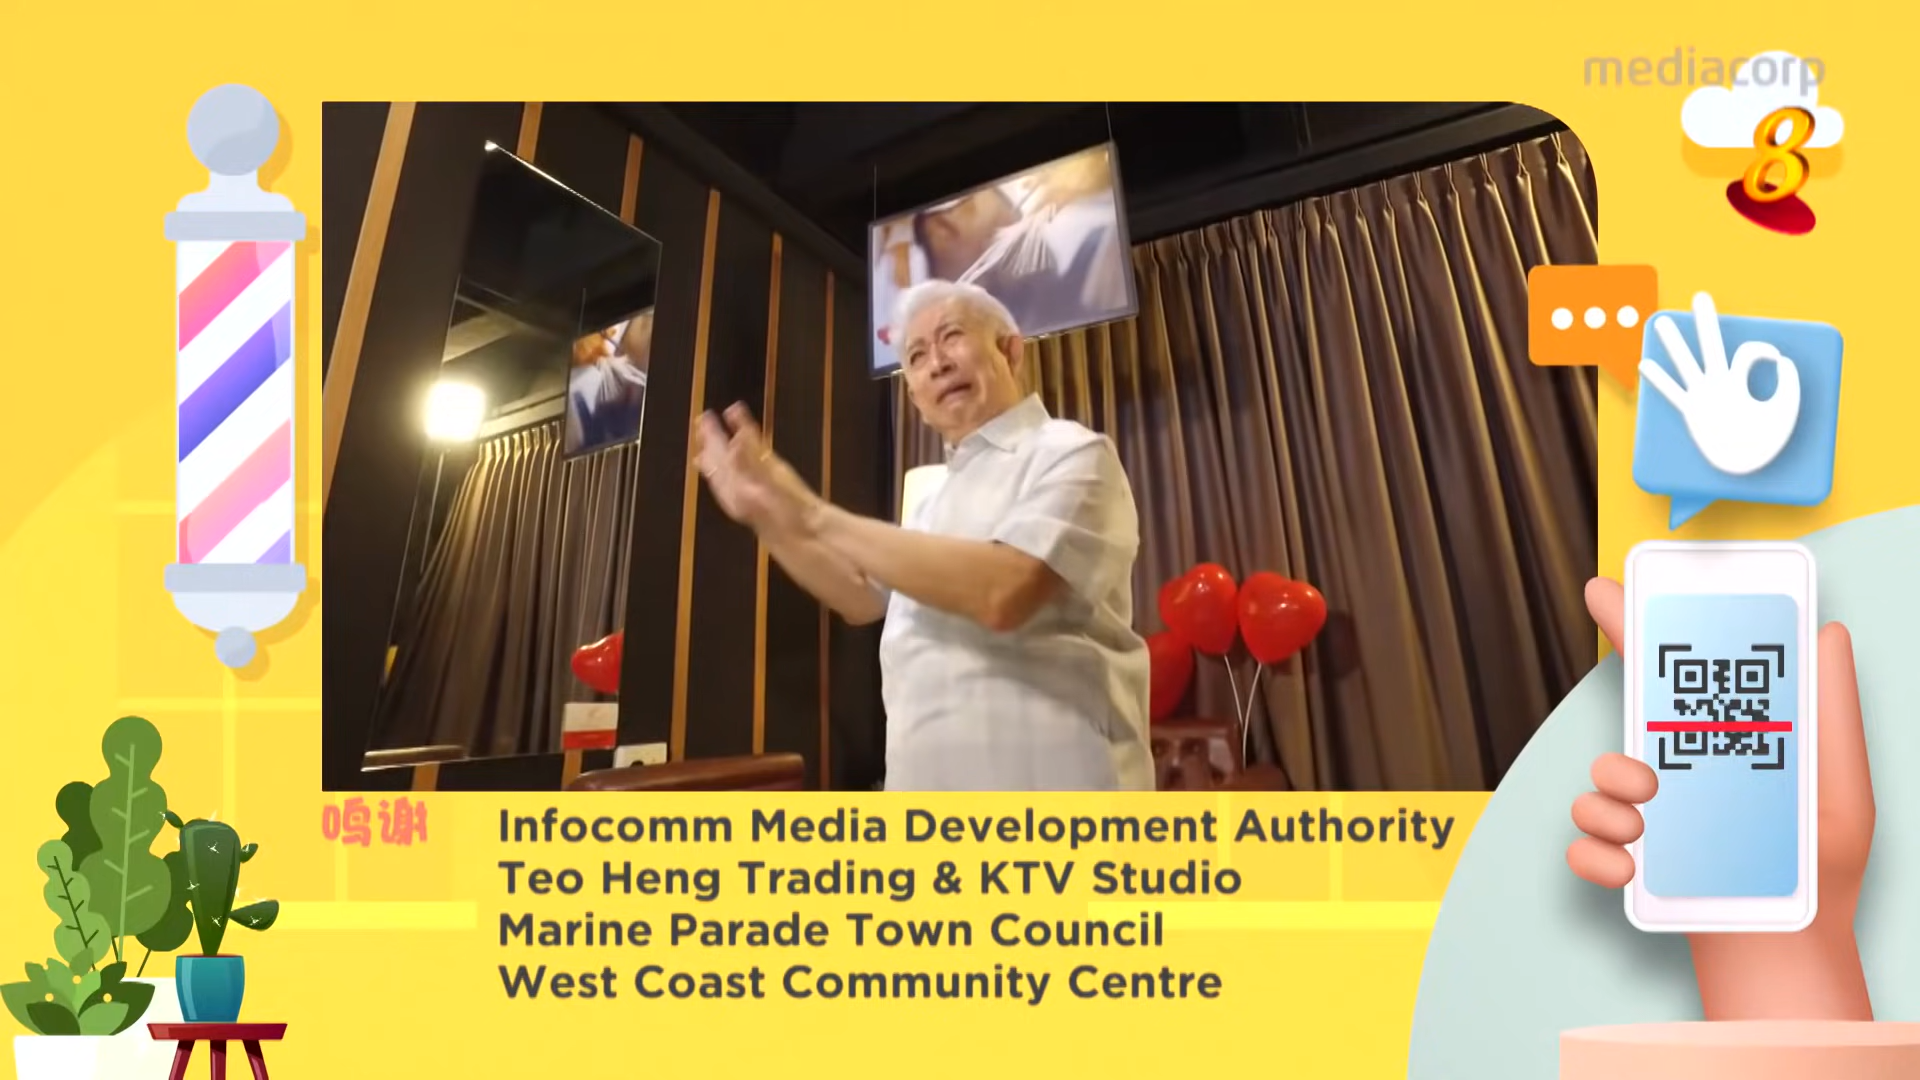 mediacorp
8
鸣谢
Infocomm Media Development Authority
Teo Heng Trading & KTV Studio
Marine Parade Town Council
West Coast Community Centre